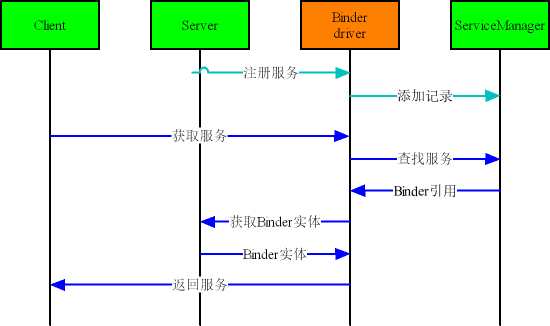 Client
Server
Binder
driver
ServiceManager
注册服务
添加记录
获取服务
查找服务
Binder引用
获取Binder实体
Binder实体
返回服务